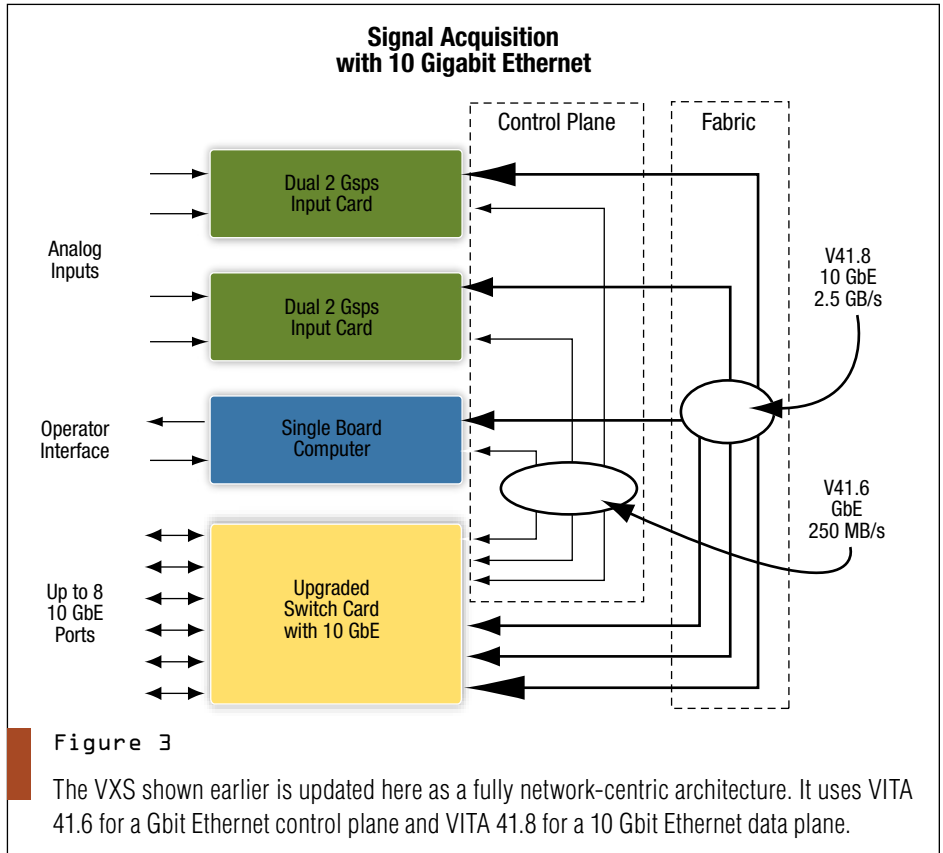 Signal Acquisition
with 10 Gigabit Ethernet
Control Plane
Fabric
Dual 2 Gsps
Input Card
Analog
Inputs
Dual 2 Gsps
Input Card
V41.8
10 GbE
2.5 GB/s
Operator
Interface
Single Board
Computer
V41.6
GbE
250 MB/s
Up to 8
10 GbE
Ports
Upgraded
Switch Card
with 10 GbE
Figure 3
The VXS shown earlier is updated here as a fully network-centric architecture. It uses VITA
41.6 for a Gbit Ethernet control plane and VITA 41.8 for a 10 Gbit Ethernet data plane.